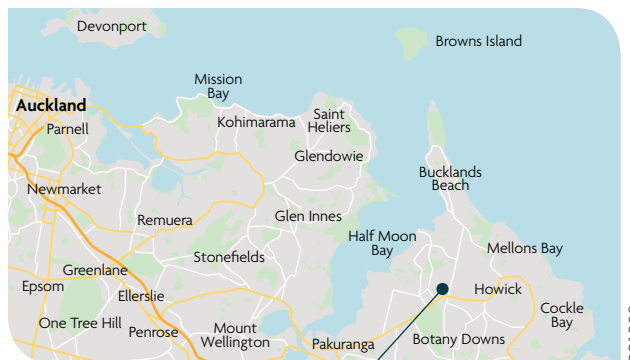 Devonport
Browns Island
Mission
Bay
Auckland
Kohimarama
Saint
Heliers
Parnell
Glendowie
Bucklands
Beach
Newmarket
Remuera
Glen Innes
Half Moon
Bay
Mellons Bay
Stonefields
Greenlane
Epsom
Ellerslie
Howick
Cockle
Bay
One Tree Hill
Penrose
Mount
Wellington
Pakuranga
Botany Downs